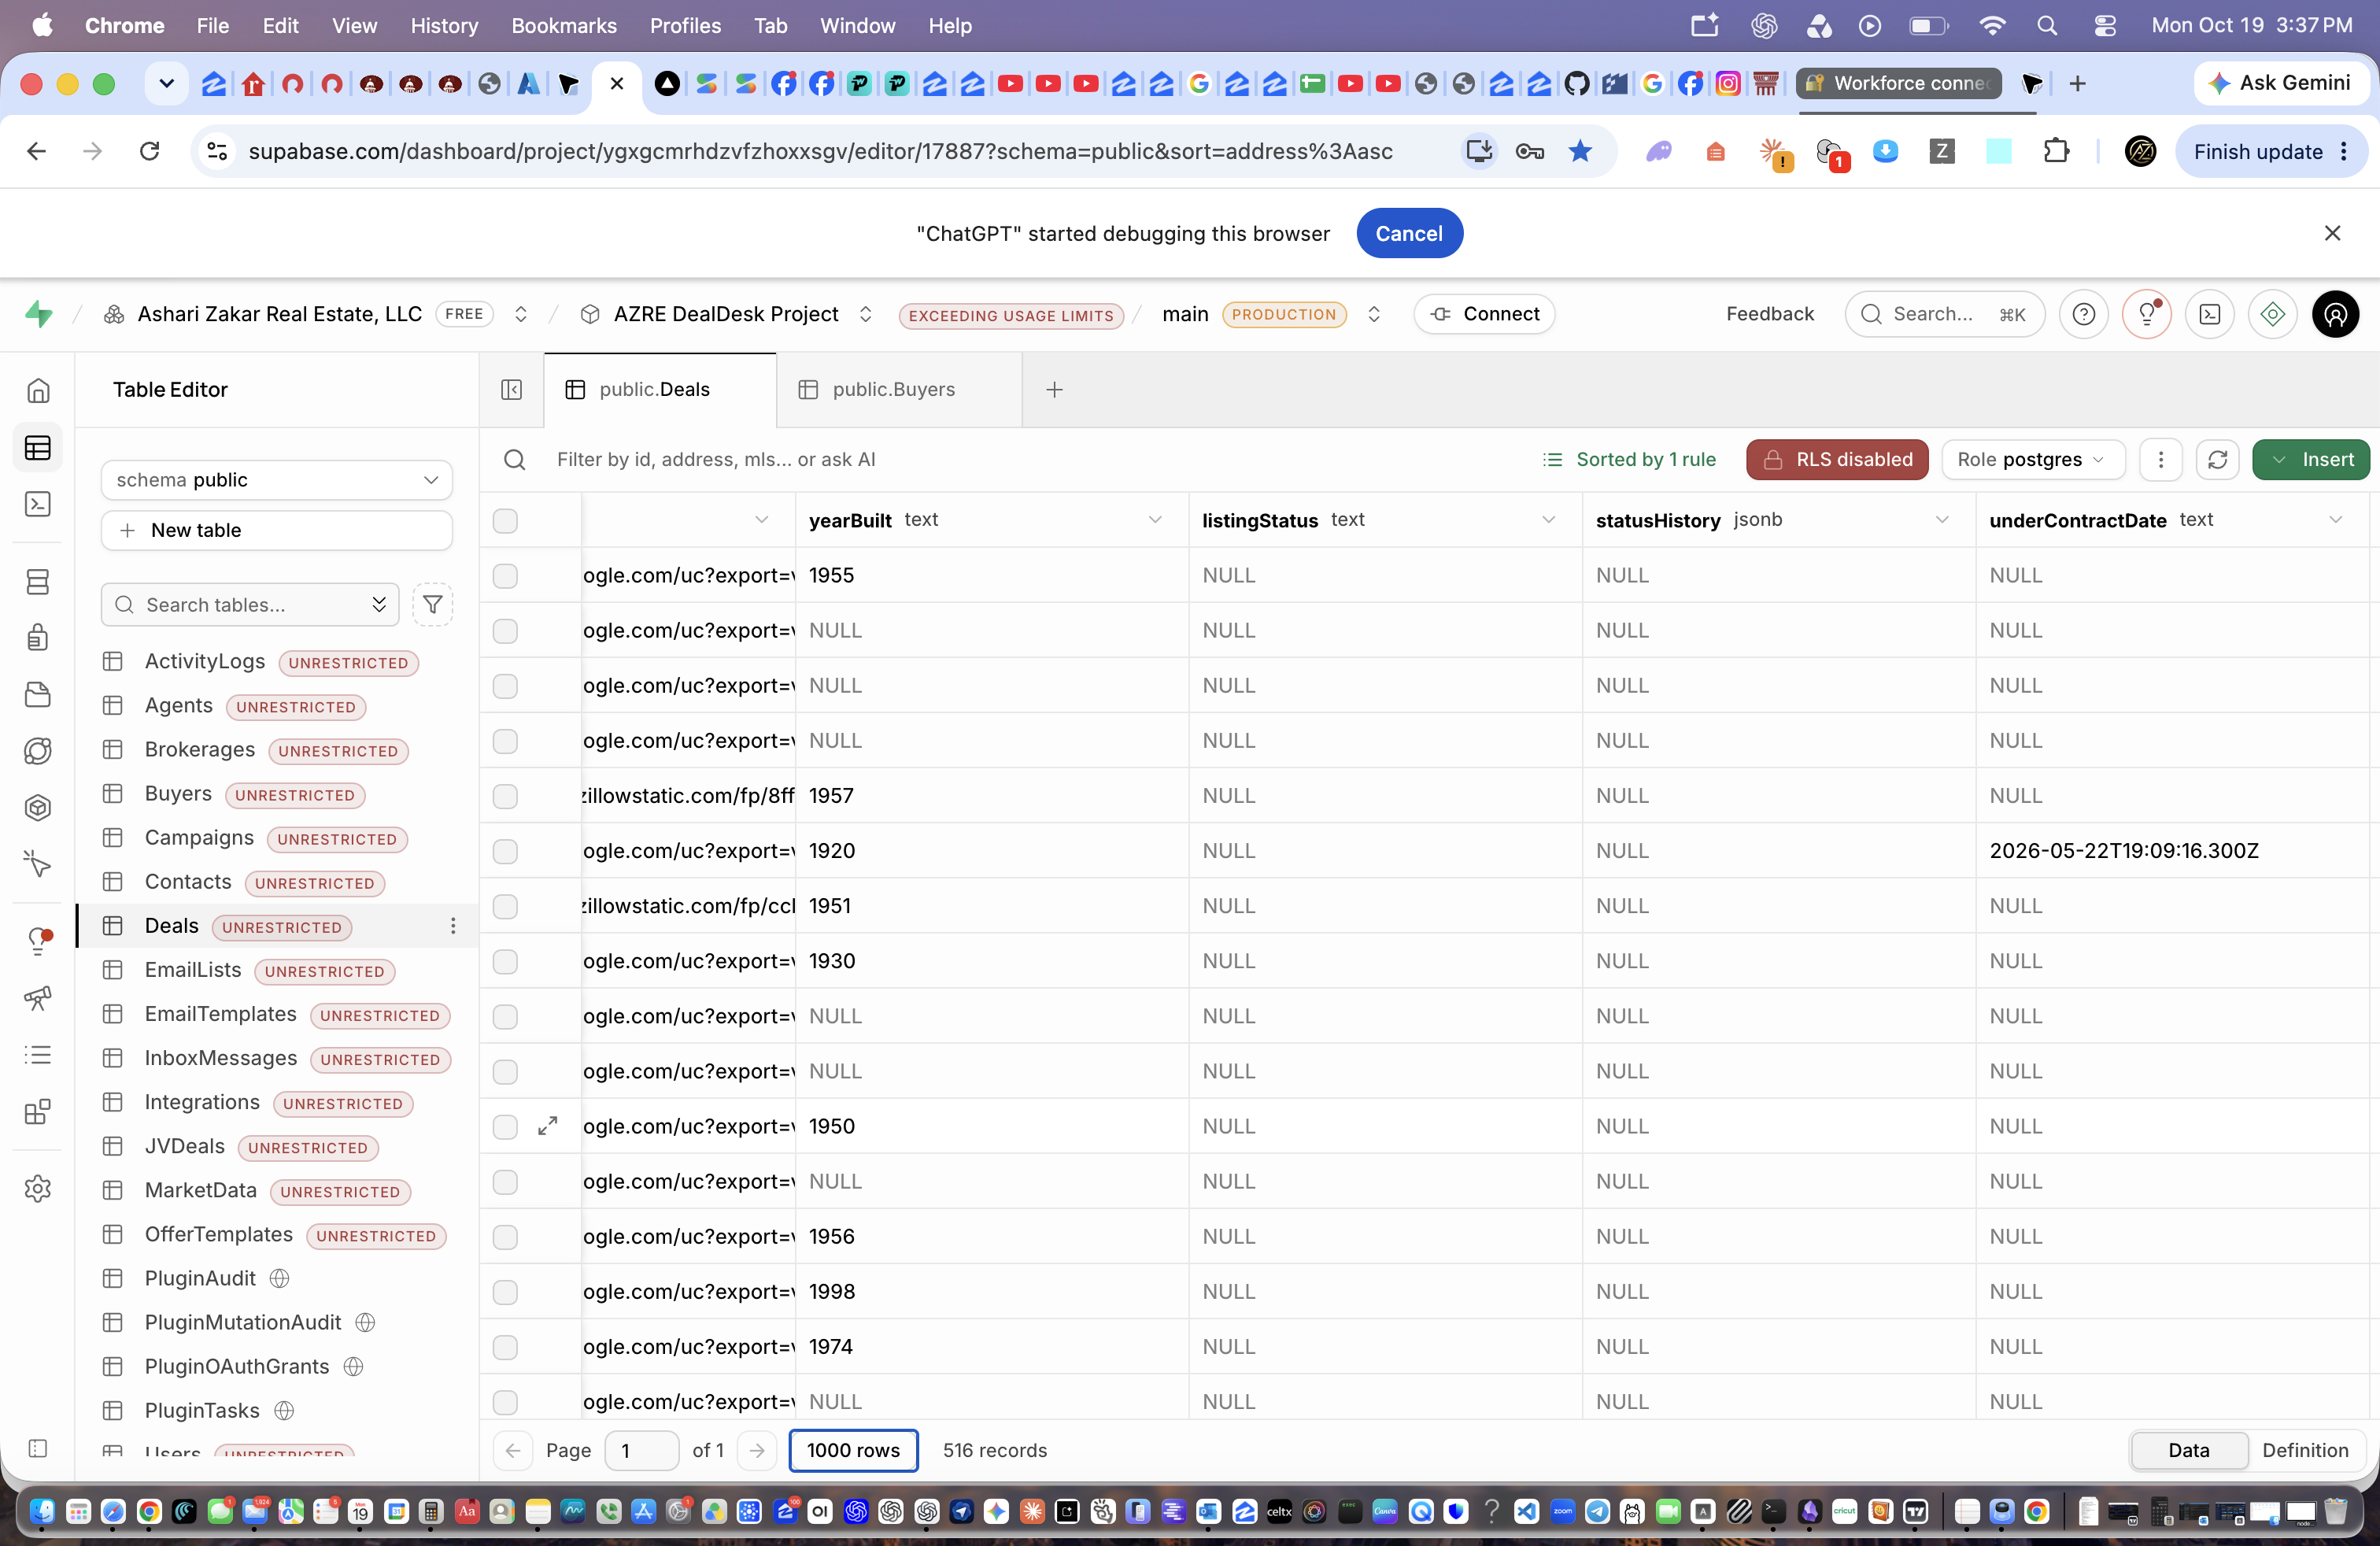 Chrome File Edit View History Bookmarks Profiles Tab Window Help Mon Oct 19 3:37 PM
Workforce conne Ask Gemini
supabase.com/dashboard/project/ygxgcmrhdzvfzhoxxsgv/editor/17887?schema=public&sort=address%3Aasc Finish update
"ChatGPT" started debugging this browser Cancel
/ Ashari Zakar Real Estate, LLC FREE / AZRE DealDesk Project EXCEEDING USAGE LIMITS / main PRODUCTION Connect Feedback Search... ⌘K
Table Editor
public.Deals public.Buyers
schema public
New table
Search tables...
ActivityLogs UNRESTRICTED
Agents UNRESTRICTED
Brokerages UNRESTRICTED
Buyers UNRESTRICTED
Campaigns UNRESTRICTED
Contacts UNRESTRICTED
Deals UNRESTRICTED
EmailLists UNRESTRICTED
EmailTemplates UNRESTRICTED
InboxMessages UNRESTRICTED
Integrations UNRESTRICTED
JVDeals UNRESTRICTED
MarketData UNRESTRICTED
OfferTemplates UNRESTRICTED
PluginAudit
PluginMutationAudit
PluginOAuthGrants
PluginTasks
Users UNRESTRICTED
Filter by id, address, mls... or ask AI Sorted by 1 rule RLS disabled Role postgres Insert
yearBuilt text listingStatus text statusHistory jsonb underContractDate text
ogle.com/uc?export=v 1955 NULL NULL NULL
ogle.com/uc?export=v NULL NULL NULL NULL
ogle.com/uc?export=v NULL NULL NULL NULL
ogle.com/uc?export=v NULL NULL NULL NULL
zillowstatic.com/fp/8ff 1957 NULL NULL NULL
ogle.com/uc?export=v 1920 NULL NULL 2026-05-22T19:09:16.300Z
zillowstatic.com/fp/ccl 1951 NULL NULL NULL
ogle.com/uc?export=v 1930 NULL NULL NULL
ogle.com/uc?export=v NULL NULL NULL NULL
ogle.com/uc?export=v NULL NULL NULL NULL
ogle.com/uc?export=v 1950 NULL NULL NULL
ogle.com/uc?export=v NULL NULL NULL NULL
ogle.com/uc?export=v 1956 NULL NULL NULL
ogle.com/uc?export=v 1998 NULL NULL NULL
ogle.com/uc?export=v 1974 NULL NULL NULL
ogle.com/uc?export=v NULL NULL NULL NULL
Page 1 of 1 1000 rows 516 records Data Definition